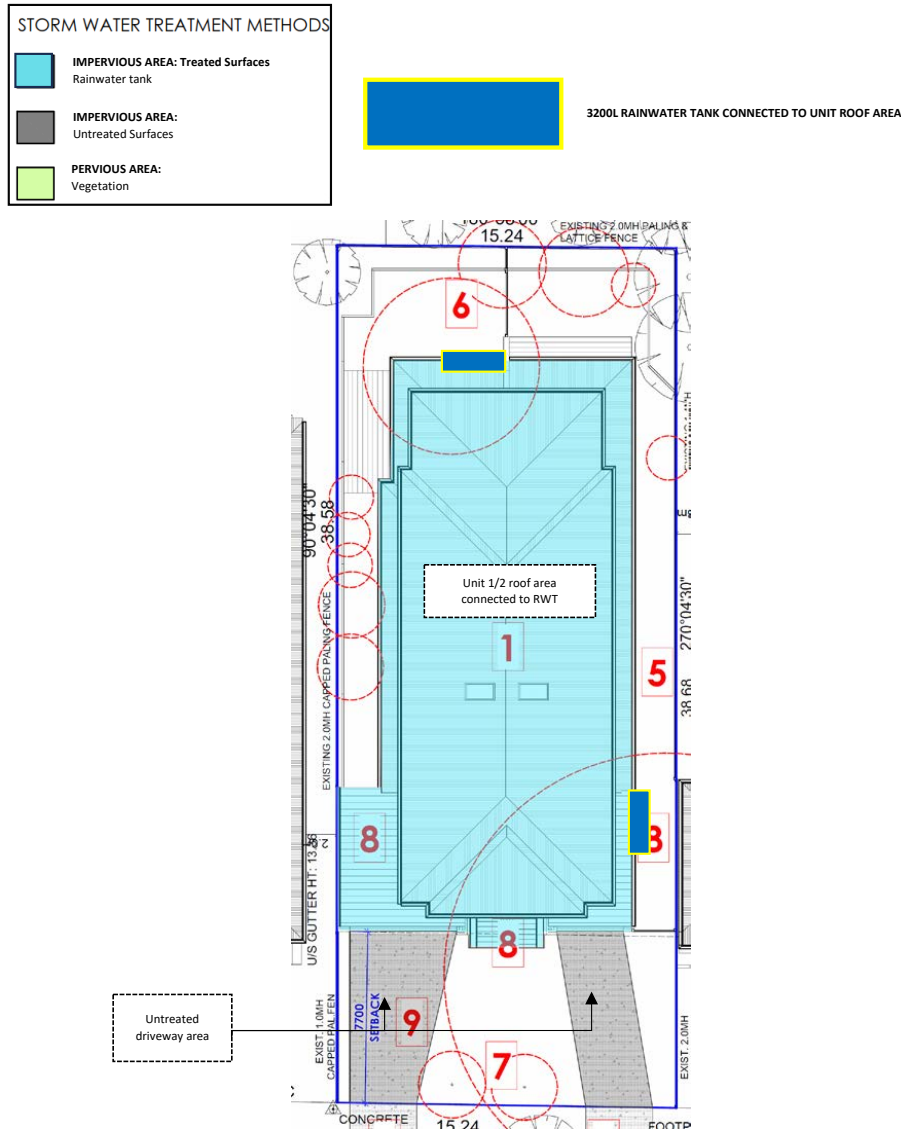 STORM WATER TREATMENT METHODS
IMPERVIOUS AREA: Treated Surfaces
Rainwater tank
IMPERVIOUS AREA:
Untreated Surfaces
PERVIOUS AREA:
Vegetation
3200L RAINWATER TANK CONNECTED TO UNIT ROOF AREA
15.24
EXISTING 2.0MH PALING &
LATTICE FENCE
6
90°04'30"
38.58
Unit 1/2 roof area
connected to RWT
1
EXISTING 2.0MH CAPPED PALING FENCE
270°04'30"
38.68
5
8
3
U/S GUTTER HT:
8
7700
SETBACK
9
EXIST. 1.0MH
CAPPED PAL.FEN
Untreated
driveway area
7
EXIST. 2.0MH
CONCRETE
15.24
FOOTP